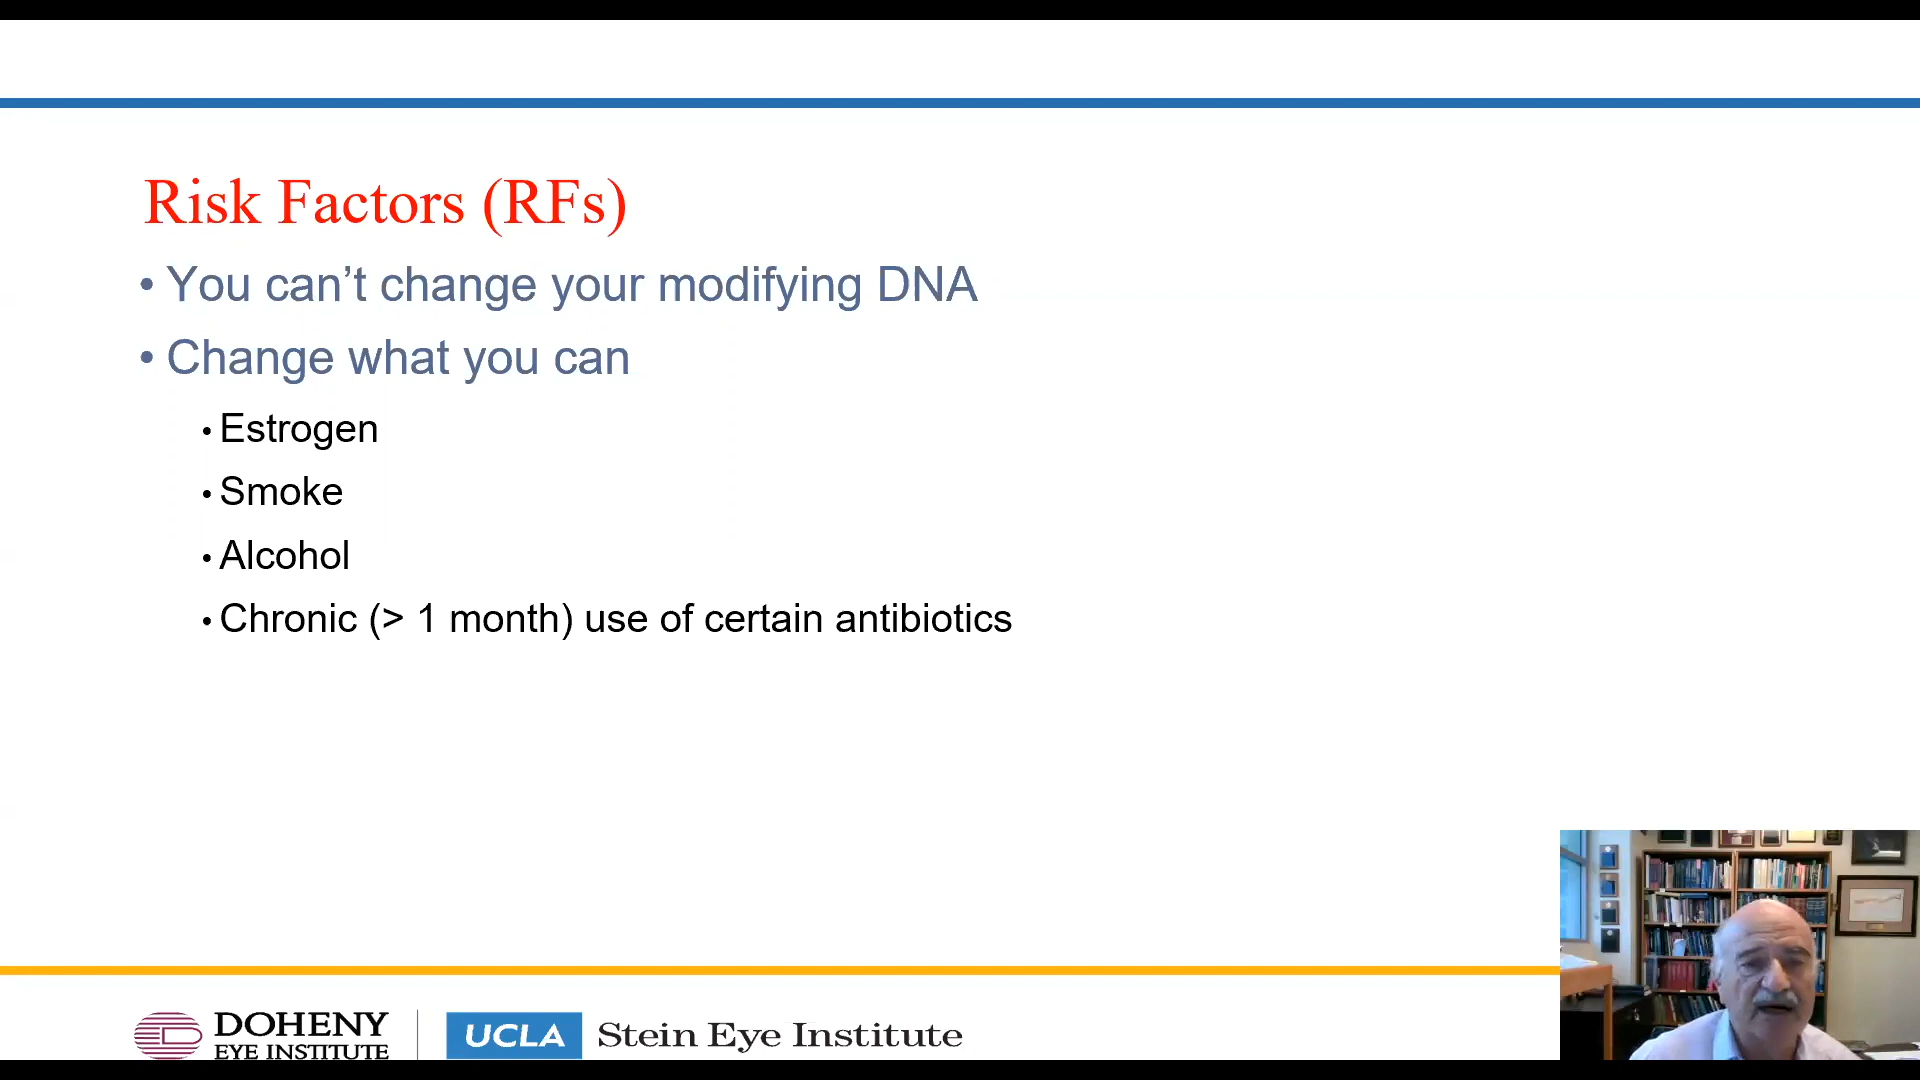 Risk Factors (RFs)
• You can’t change your modifying DNA
• Change what you can
• Estrogen
• Smoke
• Alcohol
• Chronic (> 1 month) use of certain antibiotics
DOHENY
EYE INSTITUTE
UCLA Stein Eye Institute